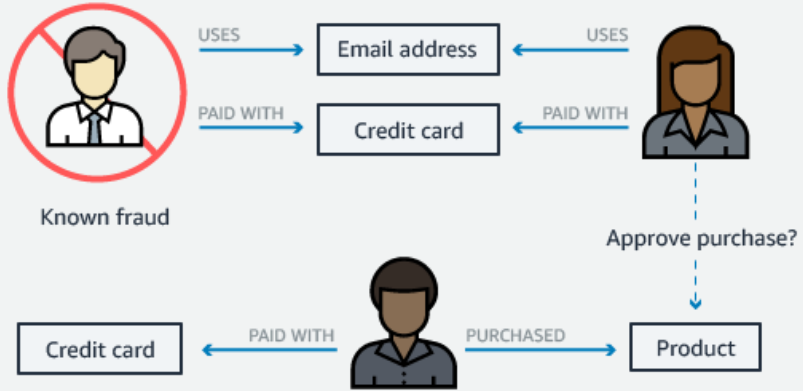 USES
Email address
USES
PAID WITH
Credit card
PAID WITH
Known fraud
Approve purchase?
Credit card
PAID WITH
PURCHASED
Product